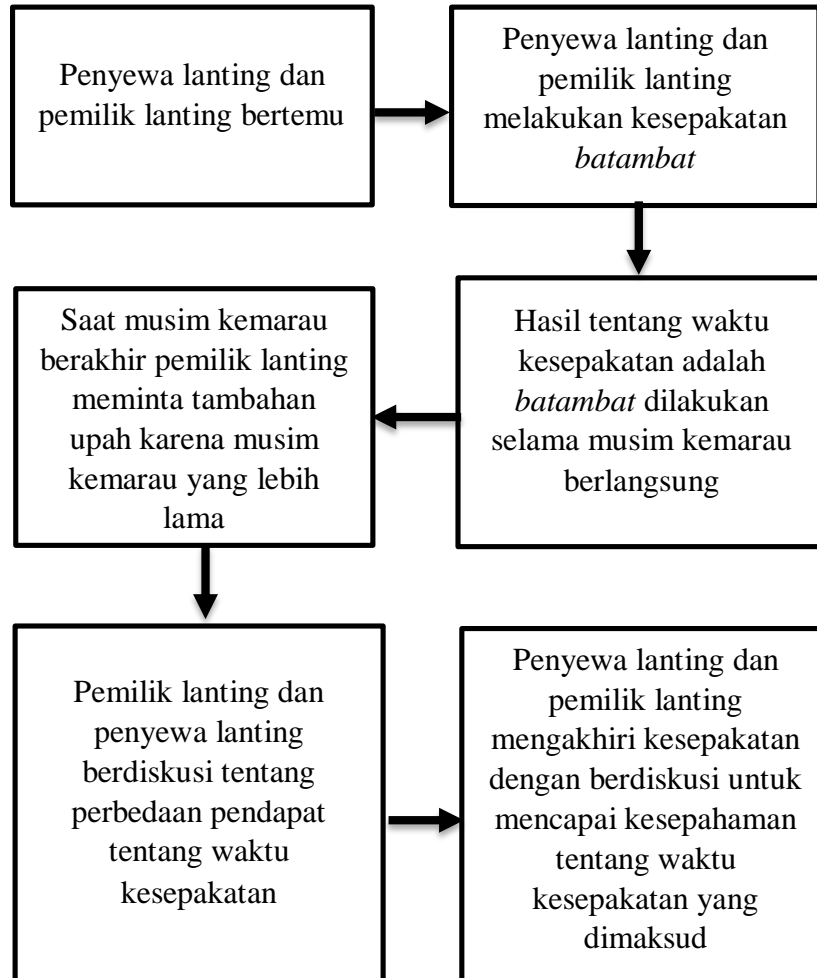 Penyewa lanting dan
pemilik lanting bertemu
Penyewa lanting dan
pemilik lanting
melakukan kesepakatan
batambat
Hasil tentang waktu
kesepakatan adalah
batambat dilakukan
selama musim kemarau
berlangsung
Saat musim kemarau
berakhir pemilik lanting
meminta tambahan
upah karena musim
kemarau yang lebih
lama
Pemilik lanting dan
penyewa lanting
berdiskusi tentang
perbedaan pendapat
tentang waktu
kesepakatan
Penyewa lanting dan
pemilik lanting
mengakhiri kesepakatan
dengan berdiskusi untuk
mencapai kesepahaman
tentang waktu
kesepakatan yang
dimaksud